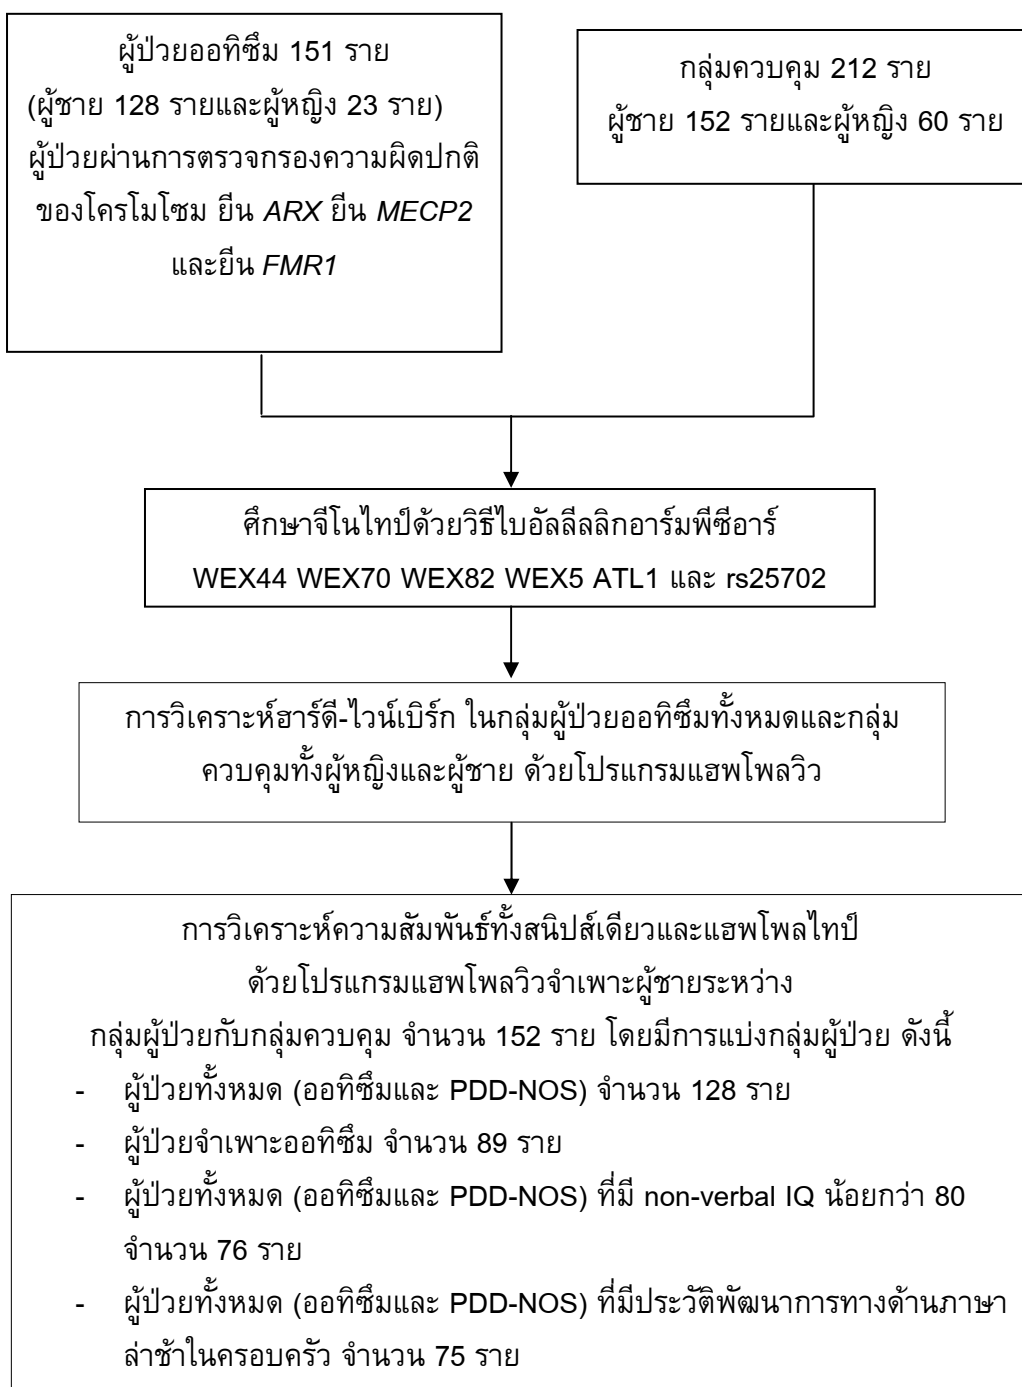 ผู้ป่วยออทิซึม 151 ราย
(ผู้ชาย 128 รายและผู้หญิง 23 ราย)
ผู้ป่วยผ่านการตรวจกรองความผิดปกติ
ของโครโมโซม ยีน ARX ยีน MECP2
และยีน FMR1
กลุ่มควบคุม 212 ราย
ผู้ชาย 152 รายและผู้หญิง 60 ราย
ศึกษาจีโนไทป์ด้วยวิธีไบอัลลีลลิกอาร์มพีซีอาร์
WEX44 WEX70 WEX82 WEX5 ATL1 และ rs25702
การวิเคราะห์ฮาร์ดี-ไวน์เบิร์ก ในกลุ่มผู้ป่วยออทิซึมทั้งหมดและกลุ่ม
ควบคุมทั้งผู้หญิงและผู้ชาย ด้วยโปรแกรมแฮพโพลวิว
การวิเคราะห์ความสัมพันธ์ทั้งสนิปส์เดียวและแฮพโพลไทป์
ด้วยโปรแกรมแฮพโพลวิวจำเพาะผู้ชายระหว่าง
กลุ่มผู้ป่วยกับกลุ่มควบคุม จำนวน 152 ราย โดยมีการแบ่งกลุ่มผู้ป่วย ดังนี้
- ผู้ป่วยทั้งหมด (ออทิซึมและ PDD-NOS) จำนวน 128 ราย
- ผู้ป่วยจำเพาะออทิซึม จำนวน 89 ราย
- ผู้ป่วยทั้งหมด (ออทิซึมและ PDD-NOS) ที่มี non-verbal IQ น้อยกว่า 80
จำนวน 76 ราย
- ผู้ป่วยทั้งหมด (ออทิซึมและ PDD-NOS) ที่มีประวัติพัฒนาการทางด้านภาษา
ล่าช้าในครอบครัว จำนวน 75 ราย